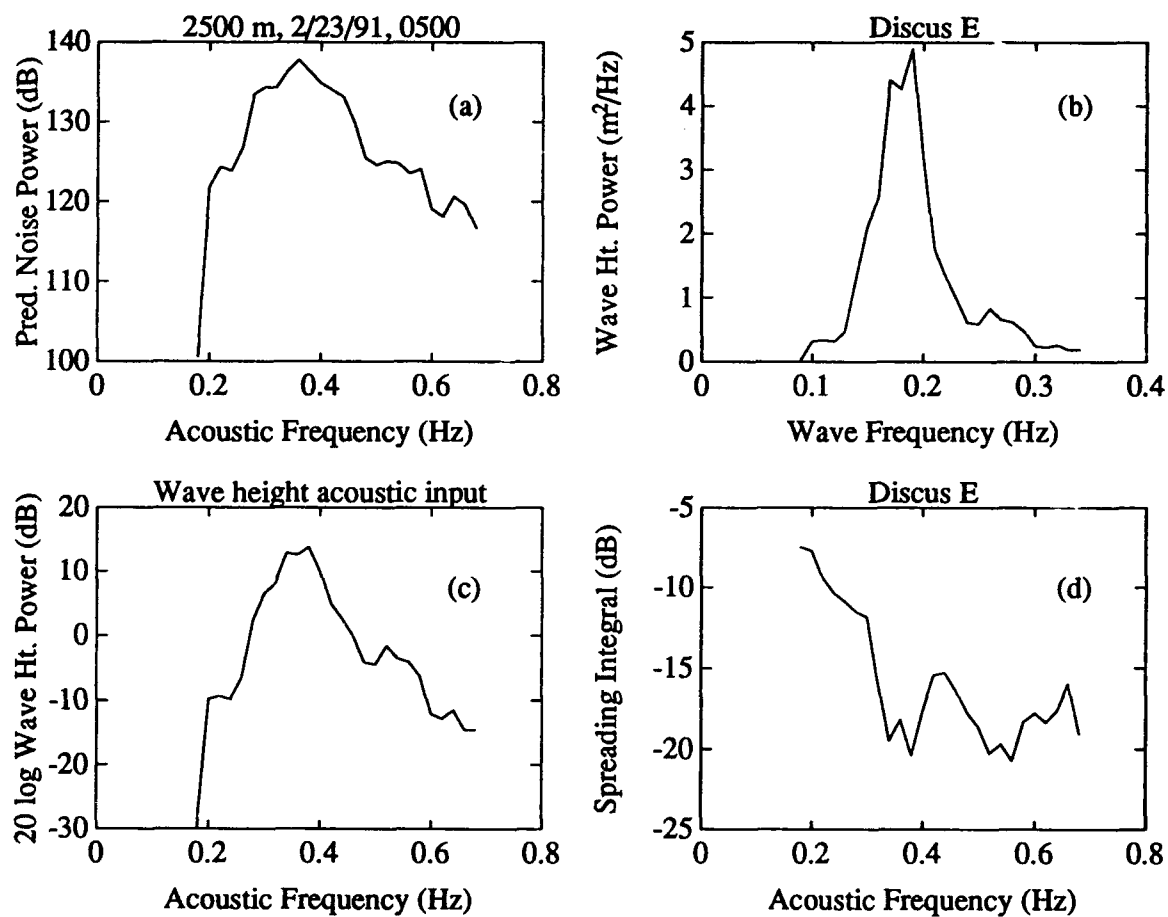 2500 m, 2/23/91, 0500
Pred. Noise Power (dB)
140
130
120
110
100
(a)
0
0.2
0.4
0.6
0.8
Acoustic Frequency (Hz)
Discus E
Wave Ht. Power (m²/Hz)
5
4
3
2
1
0
(b)
0
0.1
0.2
0.3
0.4
Wave Frequency (Hz)
Wave height acoustic input
20 log Wave Ht. Power (dB)
20
10
0
-10
-20
-30
(c)
0
0.2
0.4
0.6
0.8
Acoustic Frequency (Hz)
Discus E
Spreading Integral (dB)
-5
-10
-15
-20
-25
(d)
0
0.2
0.4
0.6
0.8
Acoustic Frequency (Hz)